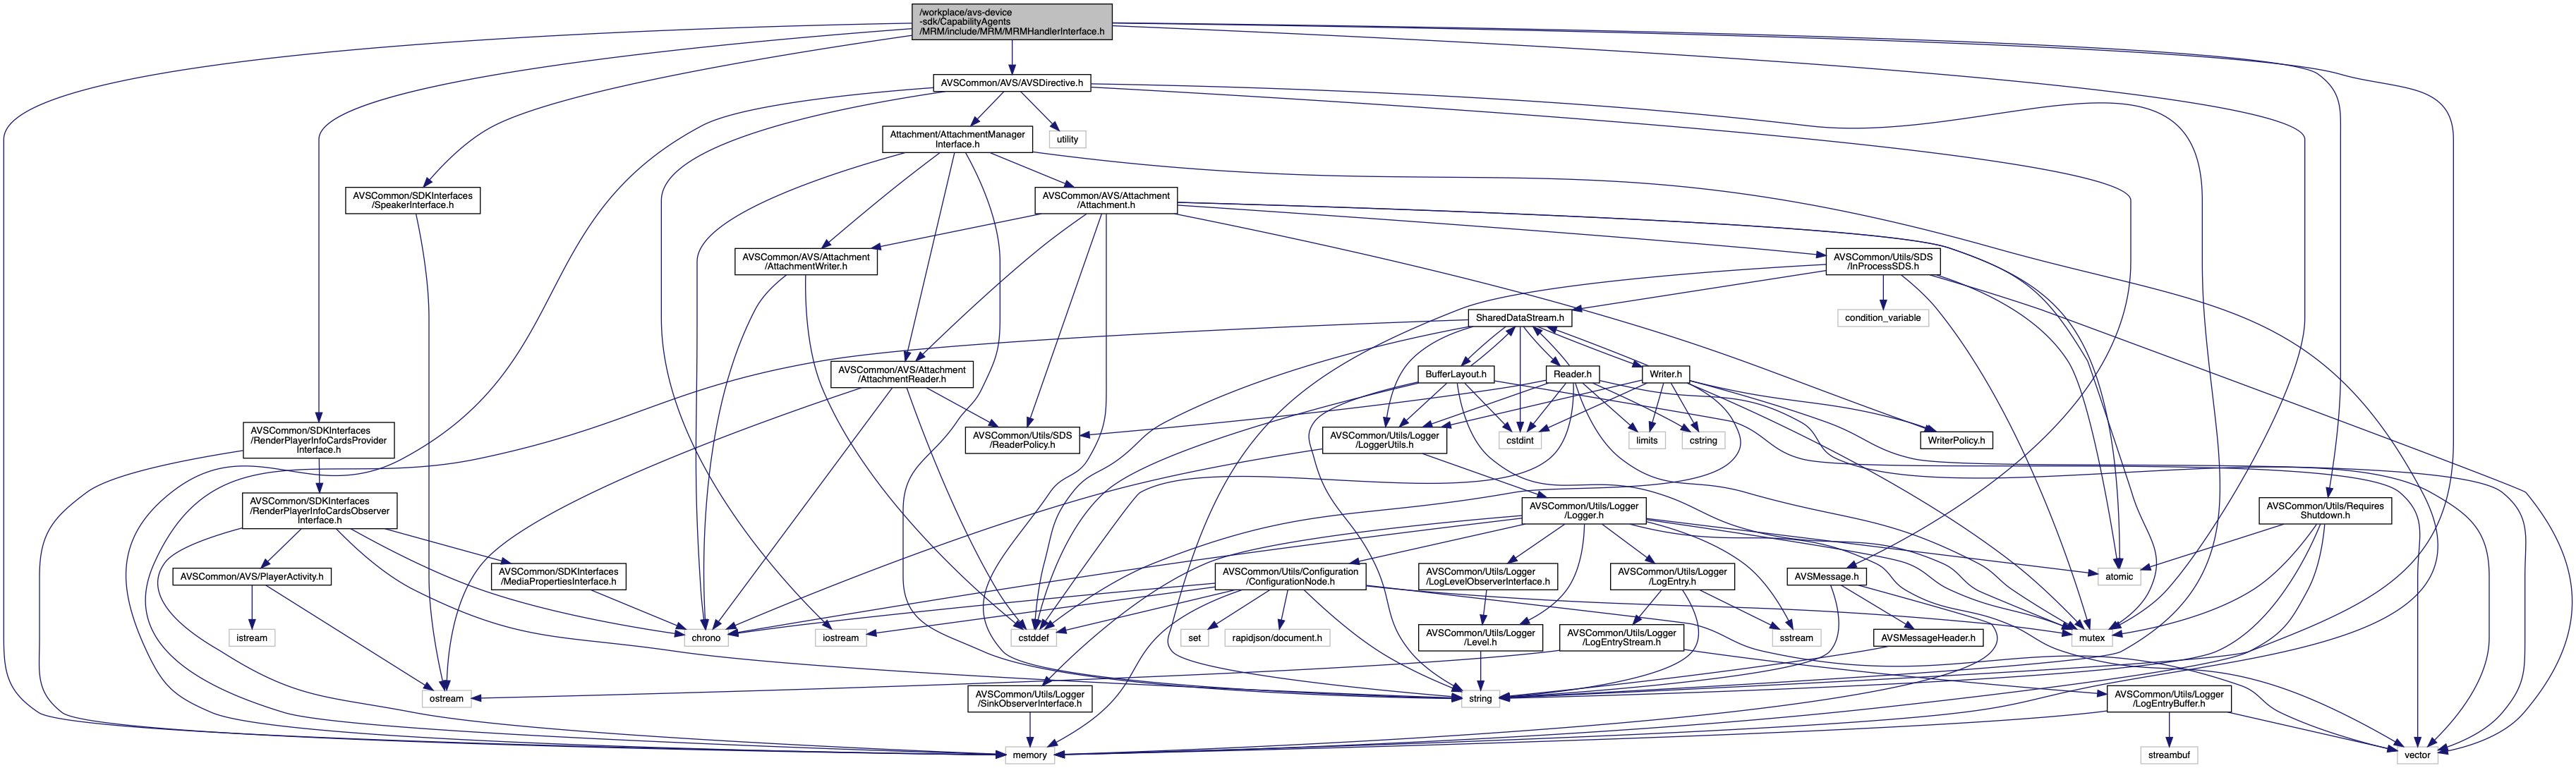 /workplace/avs-device
-sdk/CapabilityAgents
/MRM/include/MRM/MRMHandlerInterface.h
AVSCommon/AVS/AVSDirective.h
Attachment/AttachmentManager
Interface.h
utility
AVSCommon/SDKInterfaces
/SpeakerInterface.h
AVSCommon/AVS/Attachment
/Attachment.h
AVSCommon/AVS/Attachment
/AttachmentWriter.h
AVSCommon/Utils/SDS
/InProcessSDS.h
SharedDataStream.h
condition_variable
AVSCommon/AVS/Attachment
/AttachmentReader.h
BufferLayout.h
Reader.h
Writer.h
AVSCommon/SDKInterfaces
/RenderPlayerInfoCardsProvider
Interface.h
AVSCommon/Utils/SDS
/ReaderPolicy.h
AVSCommon/Utils/Logger
/LoggerUtils.h
cstdint
limits
cstring
WriterPolicy.h
AVSCommon/SDKInterfaces
/RenderPlayerInfoCardsObserver
Interface.h
AVSCommon/Utils/Logger
/Logger.h
AVSCommon/Utils/Requires
Shutdown.h
AVSCommon/AVS/PlayerActivity.h
AVSCommon/SDKInterfaces
/MediaPropertiesInterface.h
AVSCommon/Utils/Configuration
/ConfigurationNode.h
AVSCommon/Utils/Logger
/LogLevelObserverInterface.h
AVSCommon/Utils/Logger
/LogEntry.h
AVSMessage.h
atomic
istream
chrono
iostream
cstddef
set
rapidjson/document.h
AVSCommon/Utils/Logger
/Level.h
AVSCommon/Utils/Logger
/LogEntryStream.h
sstream
AVSMessageHeader.h
mutex
ostream
AVSCommon/Utils/Logger
/SinkObserverInterface.h
string
AVSCommon/Utils/Logger
/LogEntryBuffer.h
memory
streambuf
vector